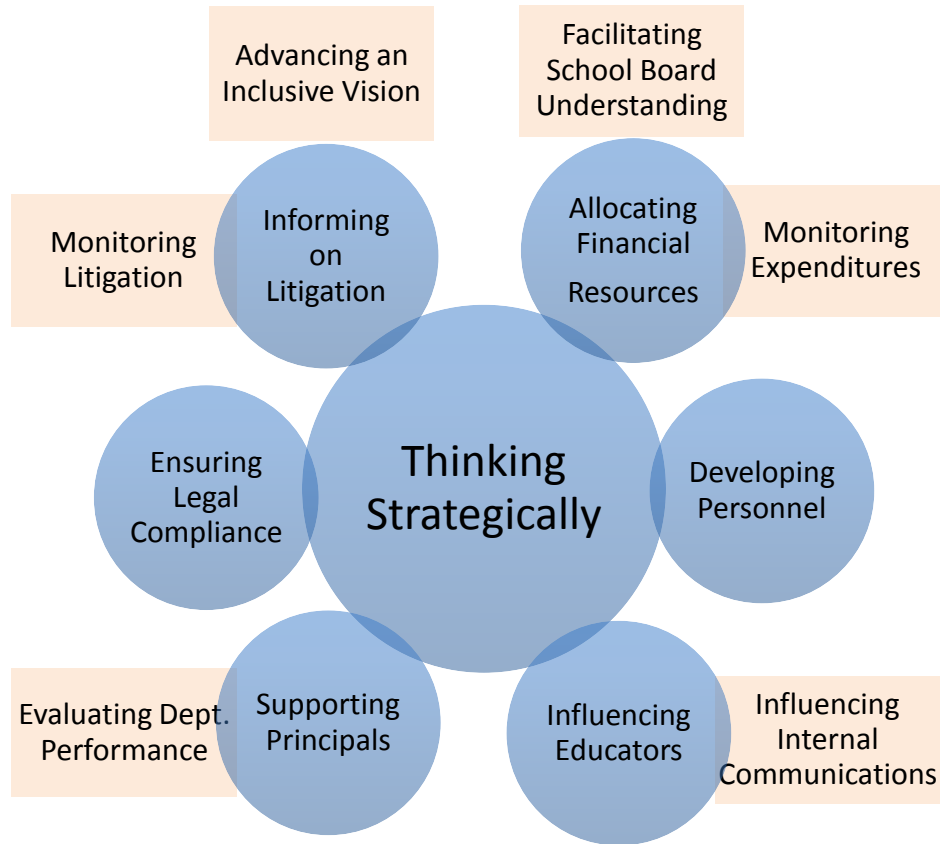 Advancing an
Inclusive Vision
Facilitating
School Board
Understanding
Monitoring
Litigation
Informing
on
Litigation
Allocating
Financial
Resources
Monitoring
Expenditures
Ensuring
Legal
Compliance
Thinking
Strategically
Developing
Personnel
Evaluating Dept.
Performance
Supporting
Principals
Influencing
Educators
Influencing
Internal
Communications